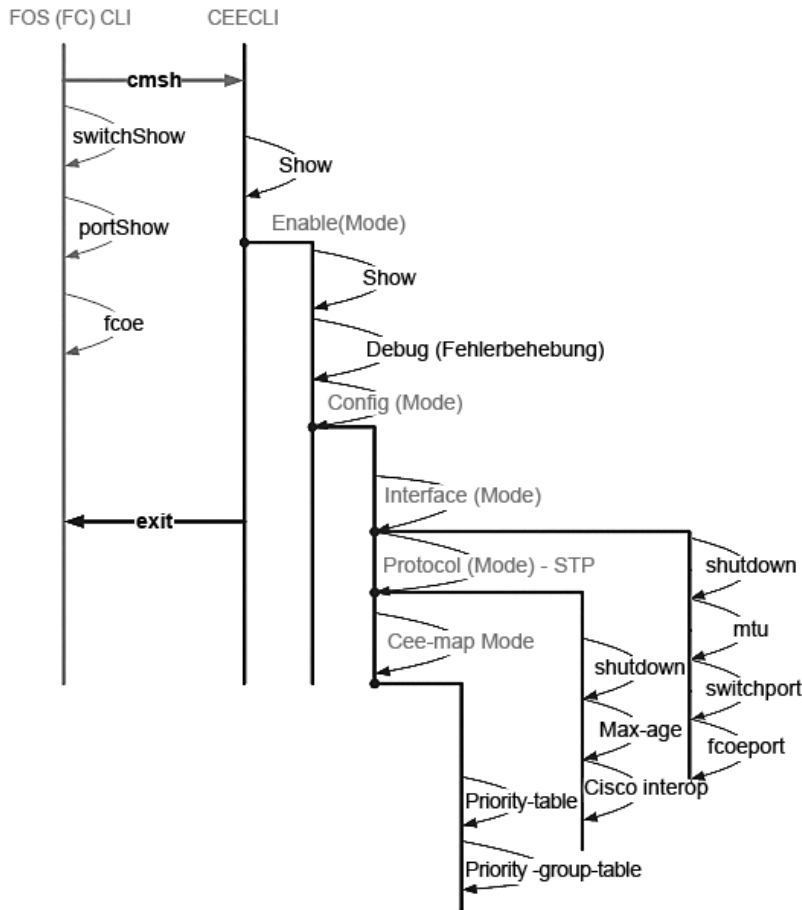 FOS (FC) CLI
CEECLI
cmsh
switchShow
Show
portShow
Enable(Mode)
Show
fcoe
Debug (Fehlerbehebung)
Config (Mode)
Interface (Mode)
exit
Protocol (Mode) - STP
shutdown
mtu
Cee-map Mode
shutdown
switchport
Max-age
fcoeport
Cisco interop
Priority-table
Priority -group-table